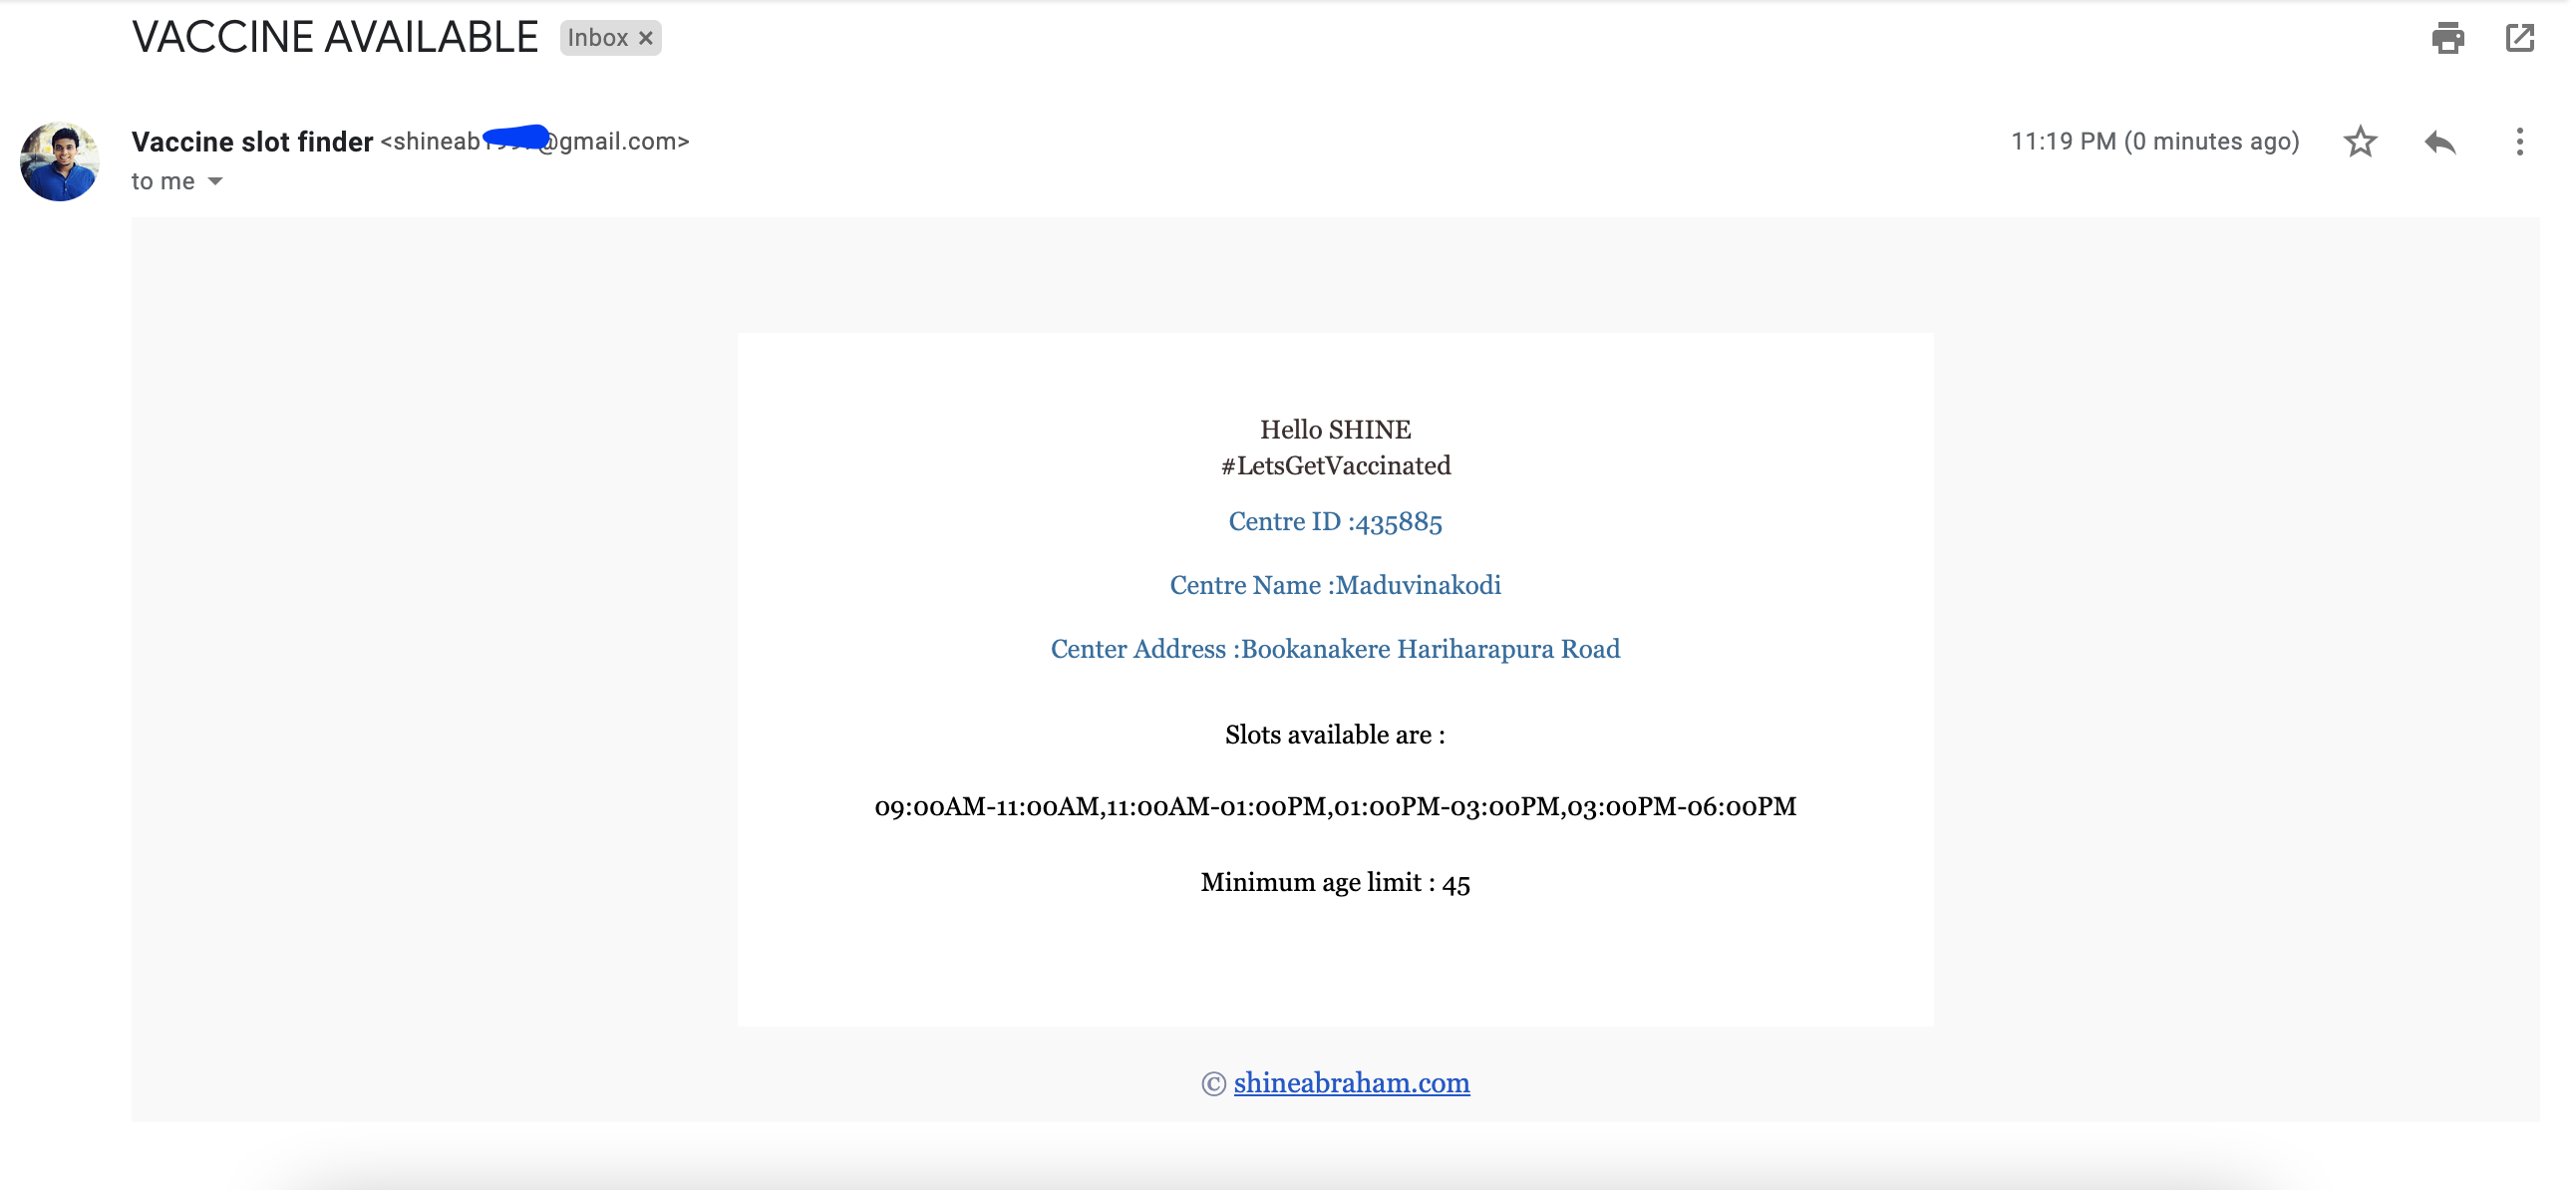 VACCINE AVAILABLE Inbox ×
Vaccine slot finder <shineab @gmail.com> 11:19 PM (0 minutes ago)
to me
Hello SHINE
#LetsGetVaccinated
Centre ID :435885
Centre Name :Maduvinakodi
Center Address :Bookanakere Hariharapura Road
Slots available are :
09:00AM-11:00AM,11:00AM-01:00PM,01:00PM-03:00PM,03:00PM-06:00PM
Minimum age limit : 45
© shineabraham.com